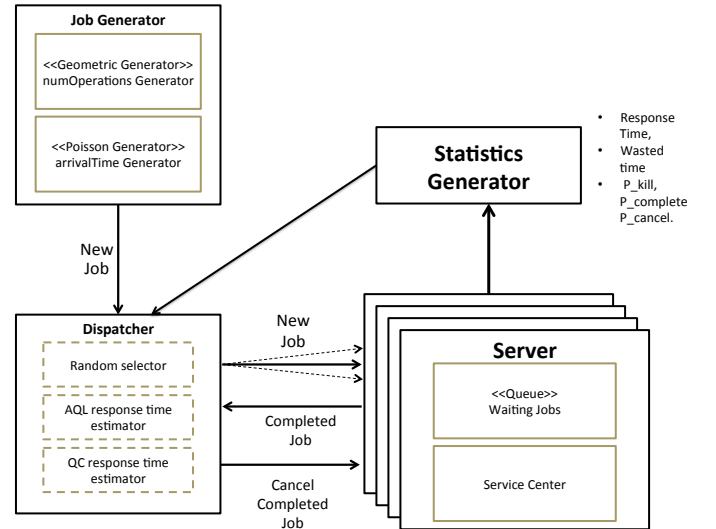 Job Generator
<<Geometric Generator>>
numOperations Generator
<<Poisson Generator>>
arrivalTime Generator
New
Job
Statistics
Generator
• Response
Time,
• Wasted
time
• P_kill,
P_complete
P_cancel.
Dispatcher
Random selector
AQL response time
estimator
QC response time
estimator
New
Job
Completed
Job
Cancel
Completed
Job
Server
<<Queue>>
Waiting Jobs
Service Center